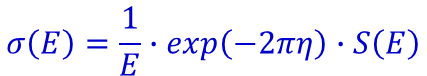 σ(E) = 1/E · exp(−2πη) · S(E)